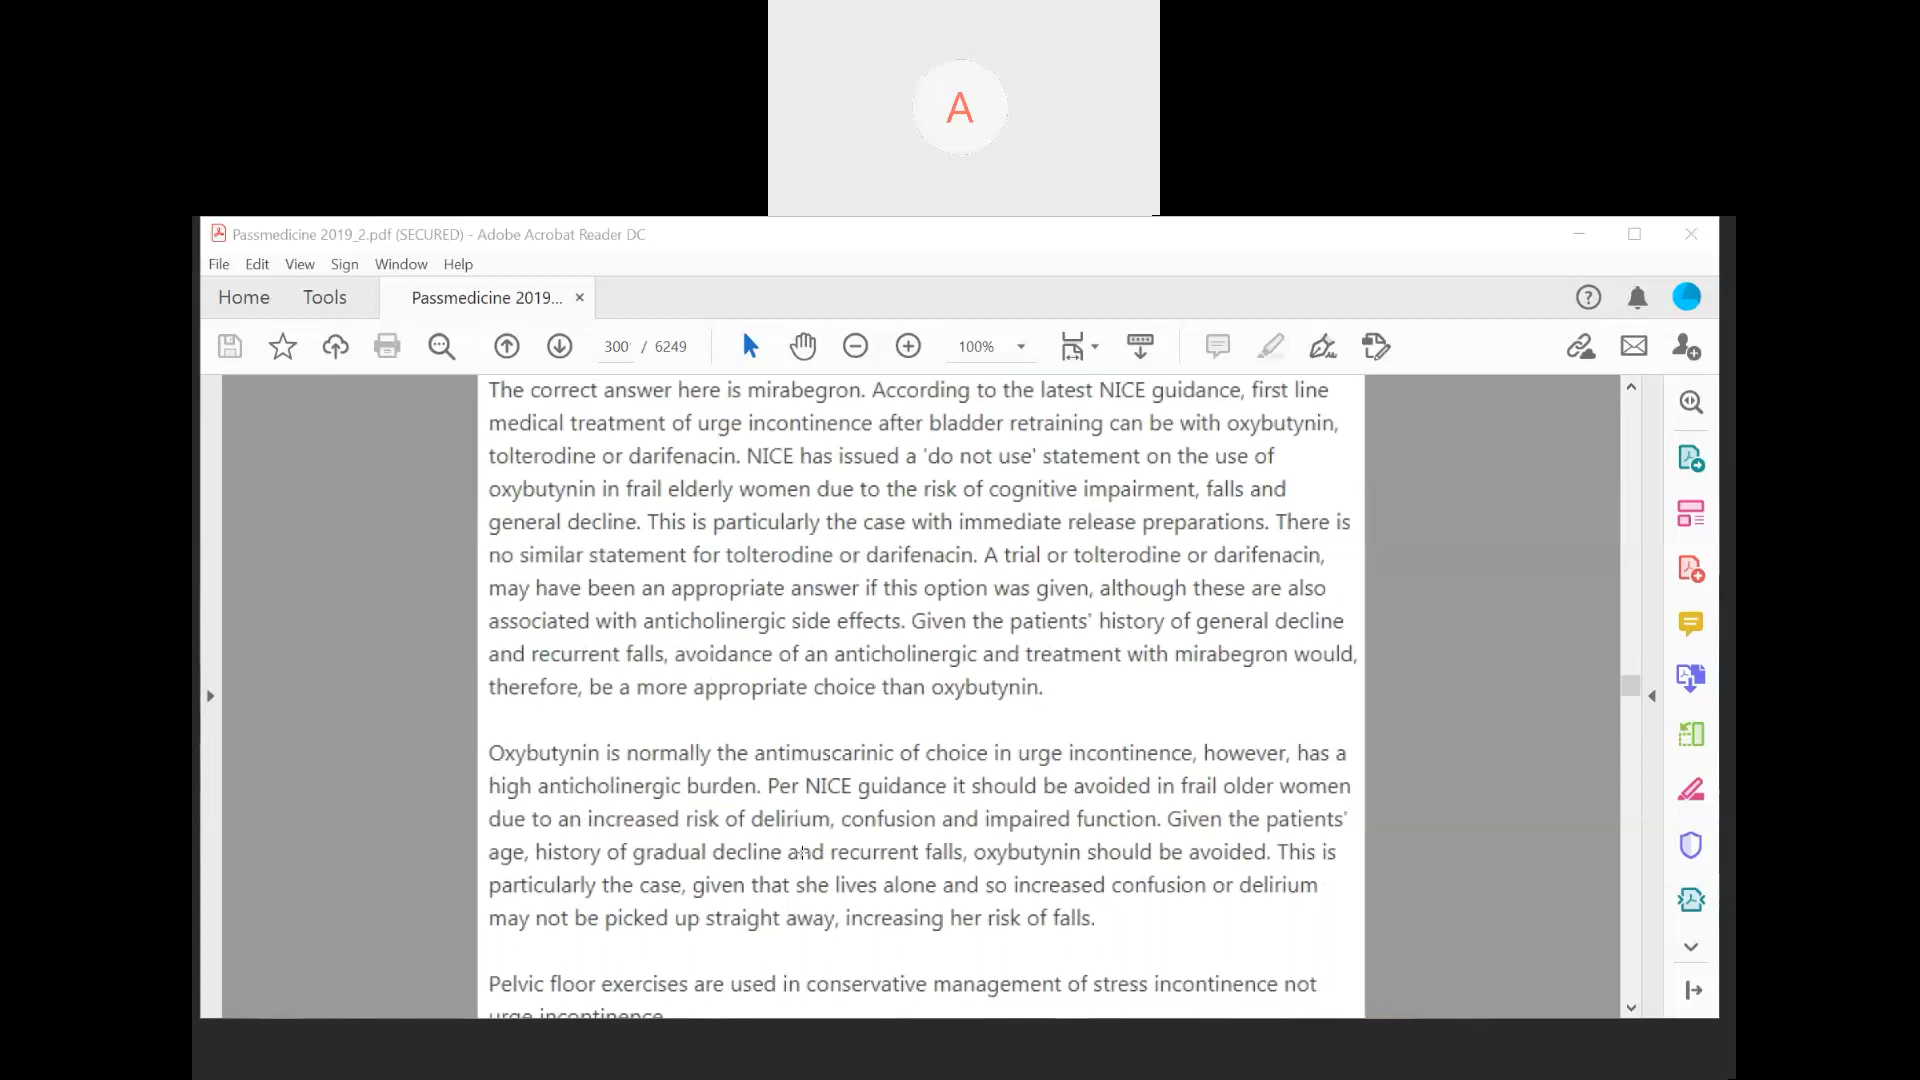 A
Passmedicine 2019_2.pdf (SECURED) - Adobe Acrobat Reader DC
File Edit View Sign Window Help
Home Tools Passmedicine 2019...
300 / 6249 100%
The correct answer here is mirabegron. According to the latest NICE guidance, first line
medical treatment of urge incontinence after bladder retraining can be with oxybutynin,
tolterodine or darifenacin. NICE has issued a 'do not use' statement on the use of
oxybutynin in frail elderly women due to the risk of cognitive impairment, falls and
general decline. This is particularly the case with immediate release preparations. There is
no similar statement for tolterodine or darifenacin. A trial or tolterodine or darifenacin,
may have been an appropriate answer if this option was given, although these are also
associated with anticholinergic side effects. Given the patients' history of general decline
and recurrent falls, avoidance of an anticholinergic and treatment with mirabegron would,
therefore, be a more appropriate choice than oxybutynin.
Oxybutynin is normally the antimuscarinic of choice in urge incontinence, however, has a
high anticholinergic burden. Per NICE guidance it should be avoided in frail older women
due to an increased risk of delirium, confusion and impaired function. Given the patients'
age, history of gradual decline and recurrent falls, oxybutynin should be avoided. This is
particularly the case, given that she lives alone and so increased confusion or delirium
may not be picked up straight away, increasing her risk of falls.
Pelvic floor exercises are used in conservative management of stress incontinence not
urge incontinence